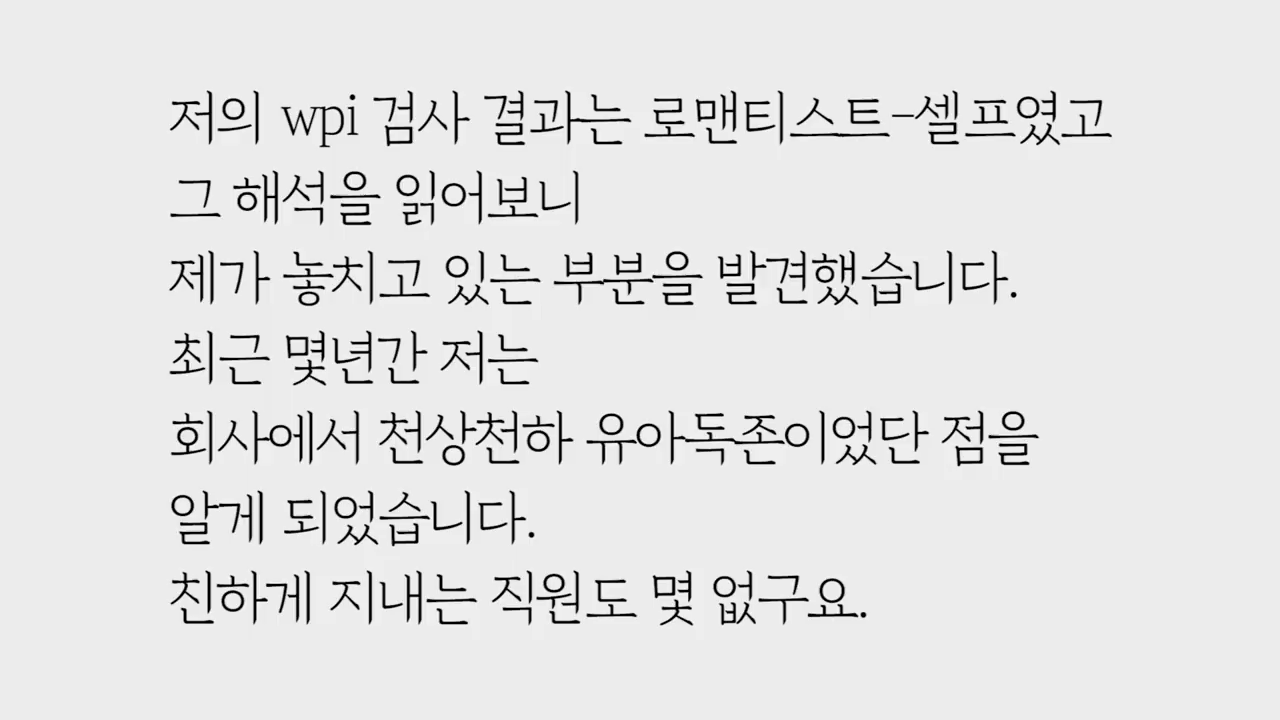 저의 wpi 검사 결과는 로맨티스트-셀프였고
그 해석을 읽어보니
제가 놓치고 있는 부분을 발견했습니다.
최근 몇년간 저는
회사에서 천상천하 유아독존이었단 점을
알게 되었습니다.
친하게 지내는 직원도 몇 없구요.